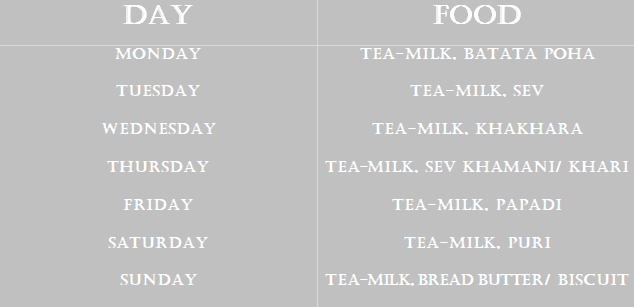 DAY FOOD
MONDAY TEA-MILK, BATATA POHA
TUESDAY TEA-MILK, SEV
WEDNESDAY TEA-MILK, KHAKHARA
THURSDAY TEA-MILK, SEV KHAMANI/ KHARI
FRIDAY TEA-MILK, PAPADI
SATURDAY TEA-MILK, PURI
SUNDAY TEA-MILK, BREAD BUTTER/ BISCUIT